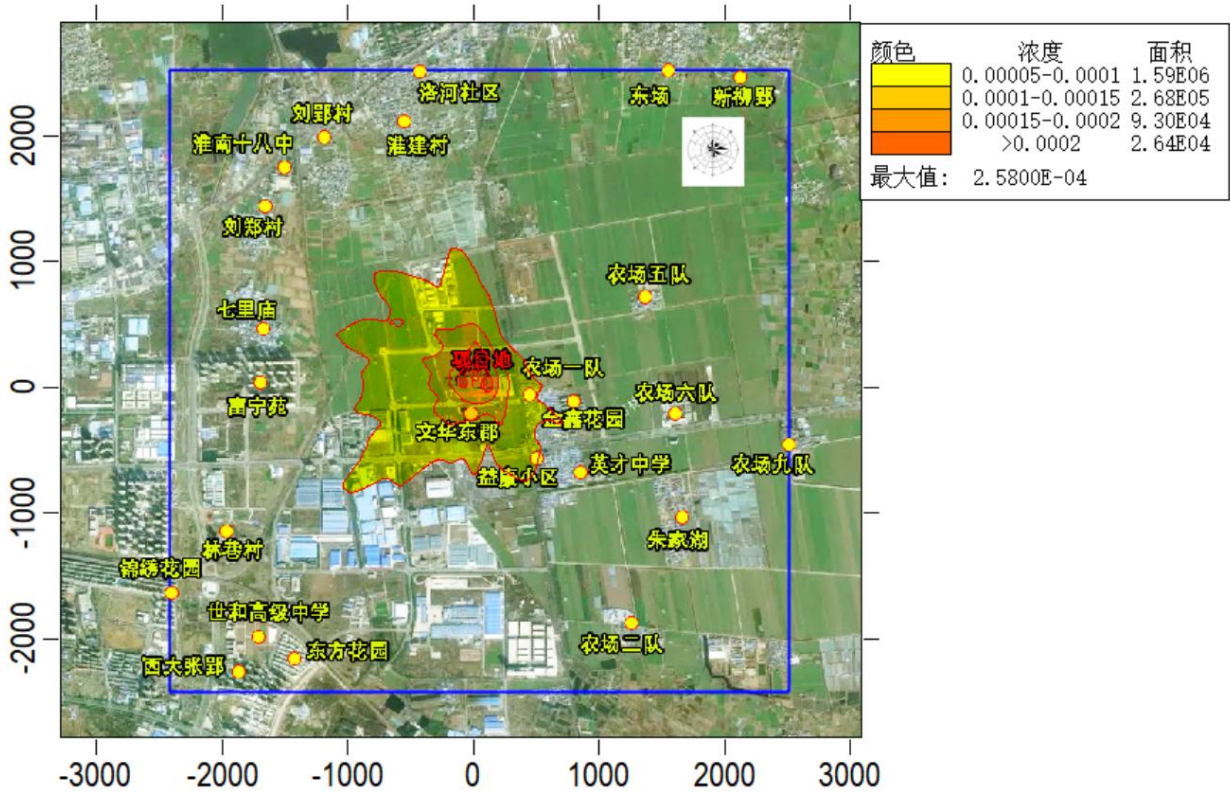 颜色 浓度 面积
0.00005-0.0001 1.59E06
0.0001-0.00015 2.68E05
0.00015-0.0002 9.30E04
>0.0002 2.64E04
最大值: 2.5800E-04
洛河社区
东场
新柳郢
刘郢村
淮建村
淮南十八中
刘郑村
农场五队
七里庙
项目地
农场一队
富宁苑
金鑫花园
农场六队
文华东郡
益康小区
英才中学
农场九队
朱家湖
林巷村
锦绣花园
世和高级中学
东方花园
西大张郢
农场二队
2000
1000
0
-1000
-2000
-3000 -2000 -1000 0 1000 2000 3000